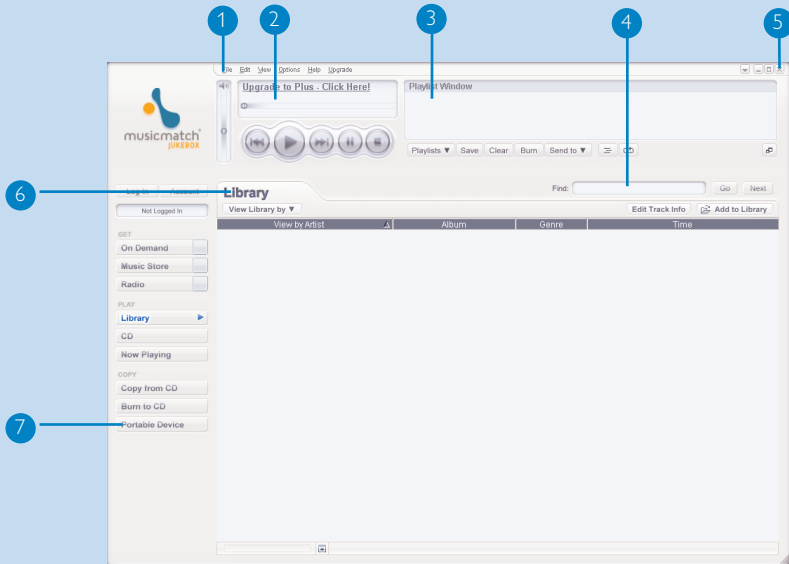 1 2 3 4 5
File Edit View Options Help Upgrade
Upgrade to Plus - Click Here!
Playlist Window
musicmatch®
JUKEBOX
Playlists ▼ Save Clear Burn Send to ▼
6
Log In Account
Library
Find: Go Next
Not Logged In
View Library by ▼ Edit Track Info Add to Library
View by Artist Album Genre Time
GET
On Demand
Music Store
Radio
PLAY
Library
CD
Now Playing
COPY
Copy from CD
Burn to CD
7
Portable Device